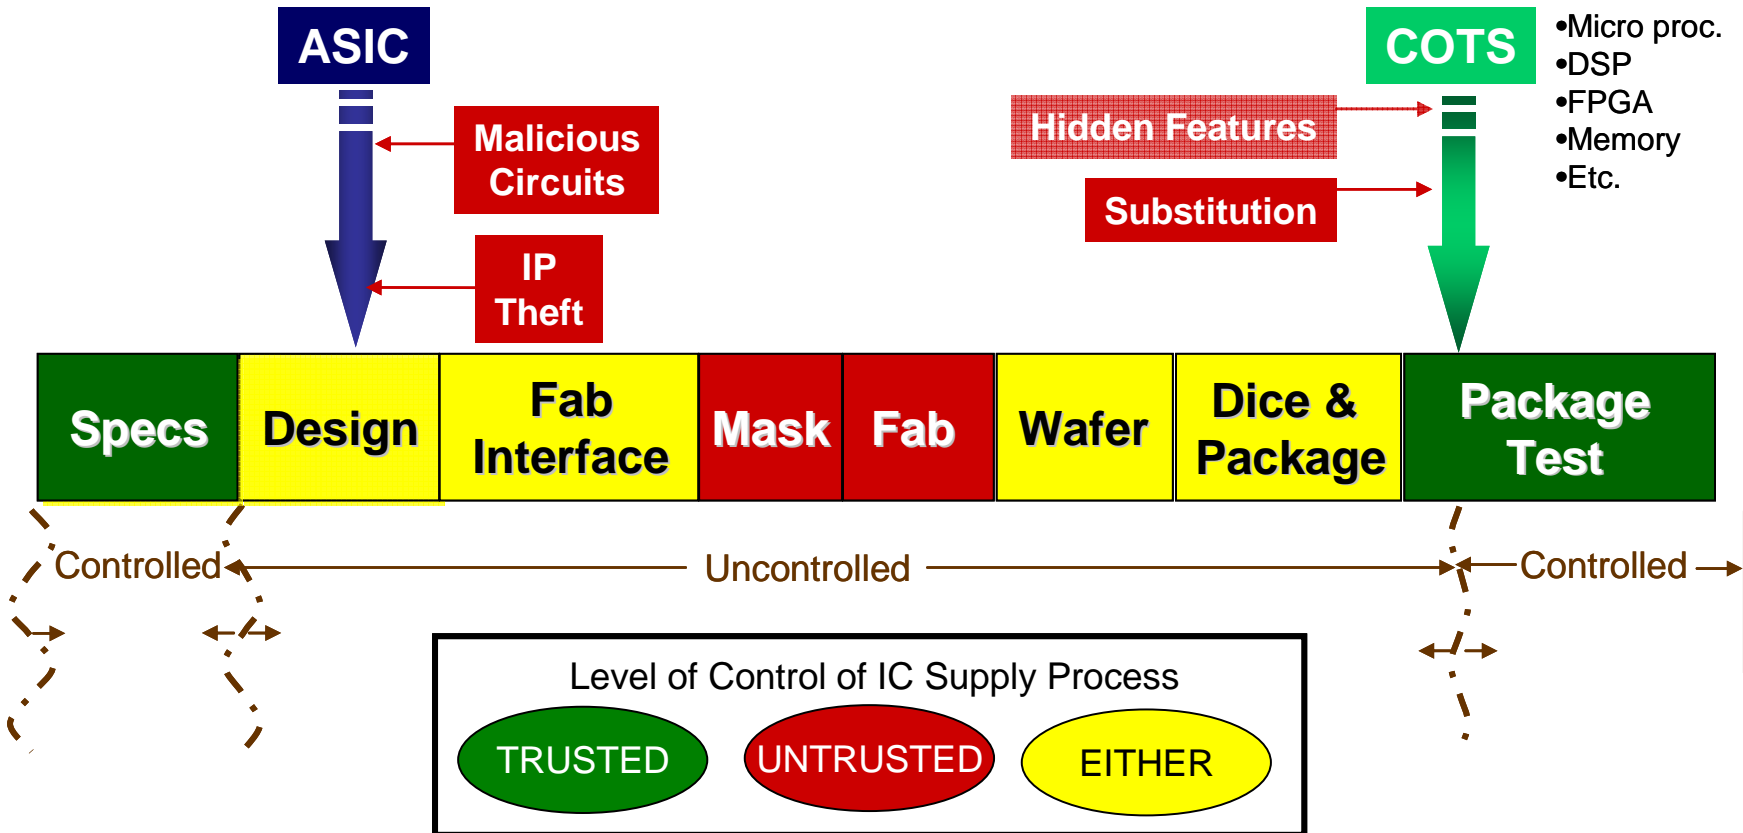 ASIC
COTS
•Micro proc.
•DSP
•FPGA
•Memory
•Etc.
Malicious
Circuits
Hidden Features
Substitution
IP
Theft
Specs
Design
Fab
Interface
Mask
Fab
Wafer
Dice &
Package
Package
Test
Controlled
Uncontrolled
Controlled
Level of Control of IC Supply Process
TRUSTED
UNTRUSTED
EITHER